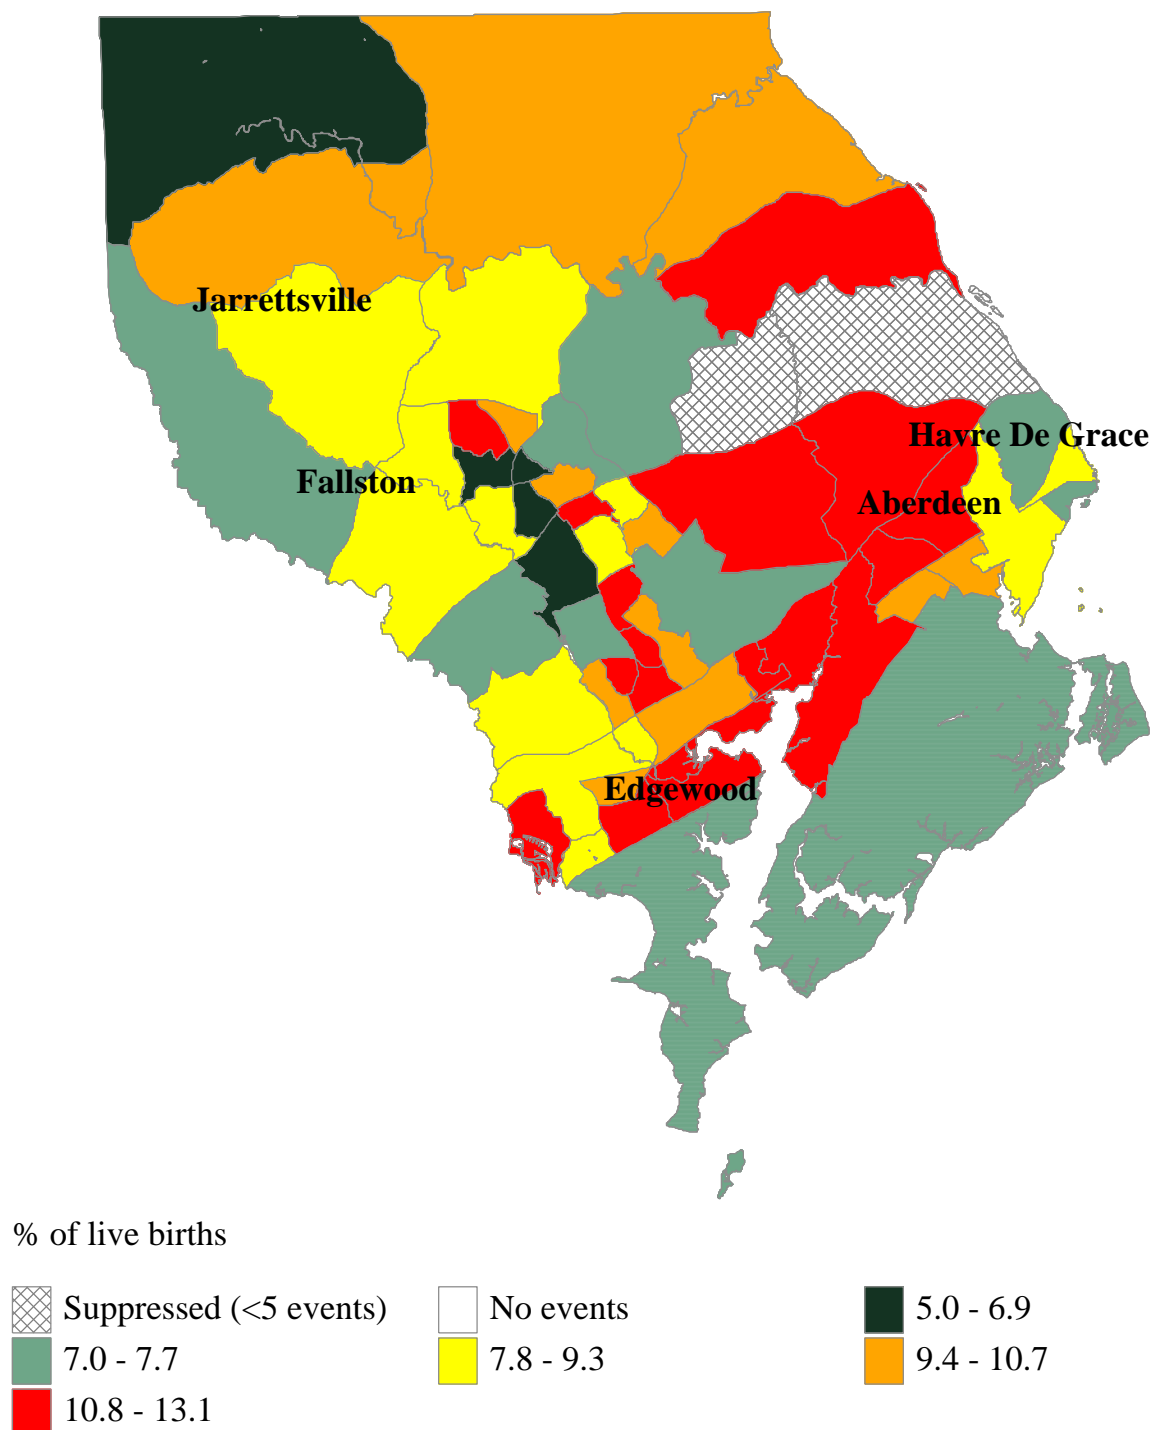 Jarrettsville
Havre De Grace
Fallston
Aberdeen
Edgewood
% of live births
Suppressed (<5 events)
No events
5.0 - 6.9
7.0 - 7.7
7.8 - 9.3
9.4 - 10.7
10.8 - 13.1